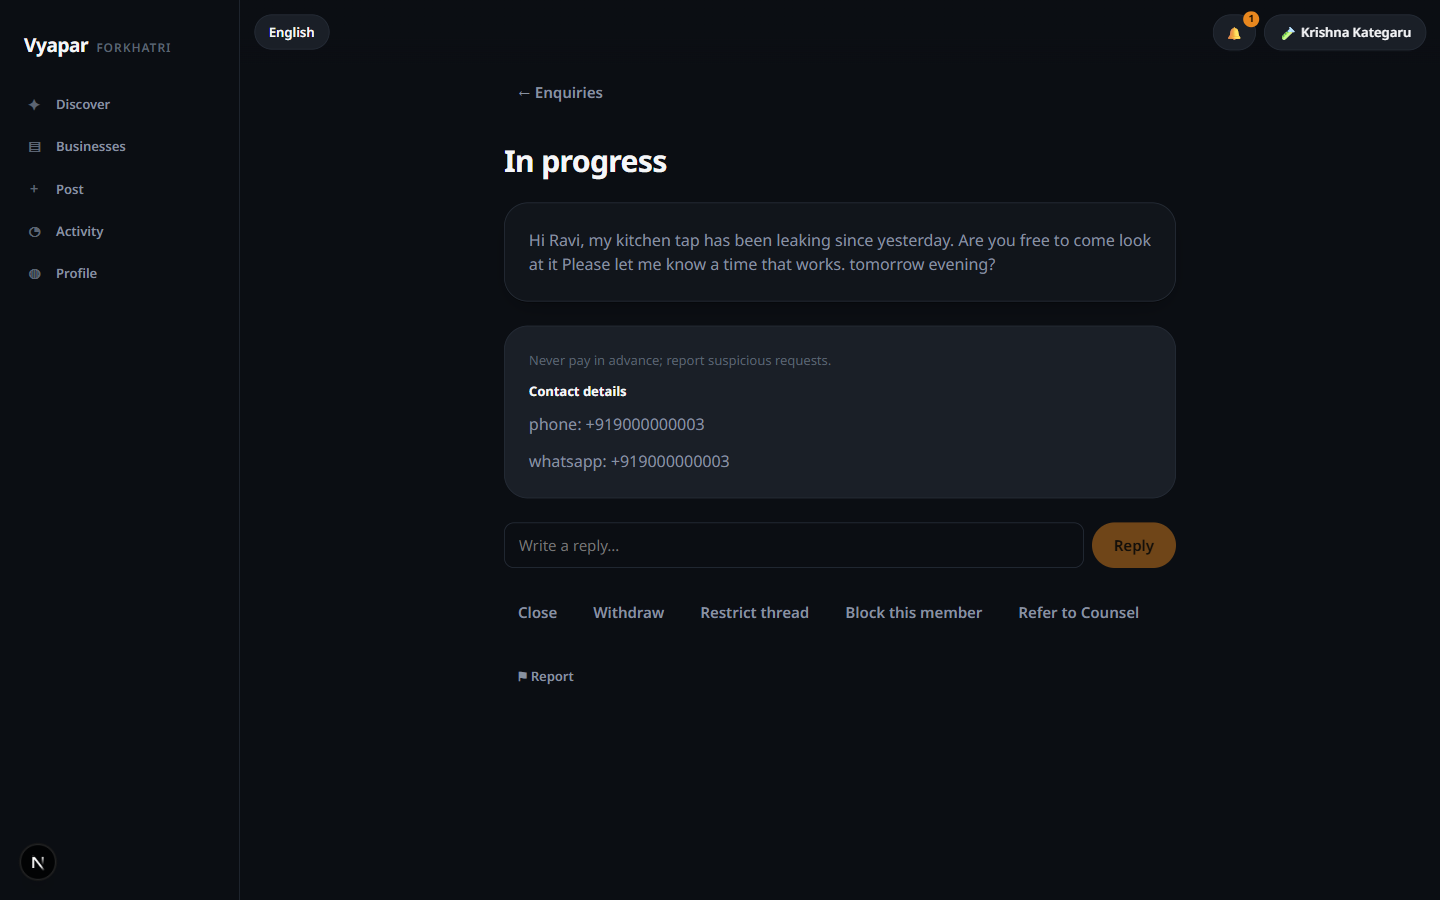 Vyapar FORKHATRI
Discover
Businesses
Post
Activity
Profile
English
1
Krishna Kategaru
← Enquiries
In progress
Hi Ravi, my kitchen tap has been leaking since yesterday. Are you free to come look
at it Please let me know a time that works. tomorrow evening?
Never pay in advance; report suspicious requests.
Contact details
phone: +919000000003
whatsapp: +919000000003
Write a reply...
Reply
Close
Withdraw
Restrict thread
Block this member
Refer to Counsel
Report
N